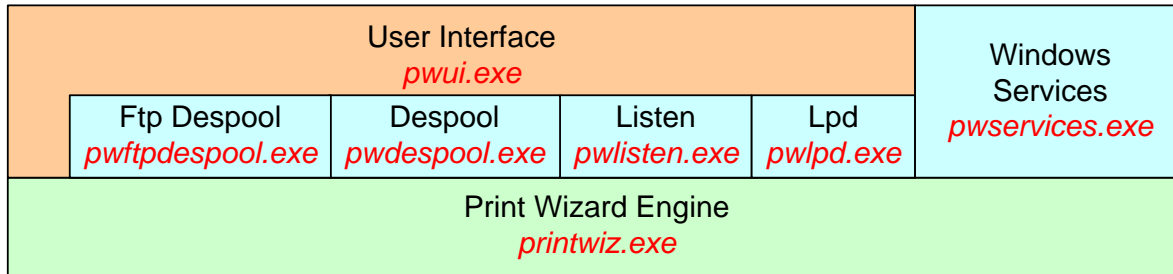 User Interface
pwui.exe
Windows
Services
pwservices.exe
Ftp Despool
pwftpdespool.exe
Despool
pwdespool.exe
Listen
pwlisten.exe
Lpd
pwlpd.exe
Print Wizard Engine
printwiz.exe